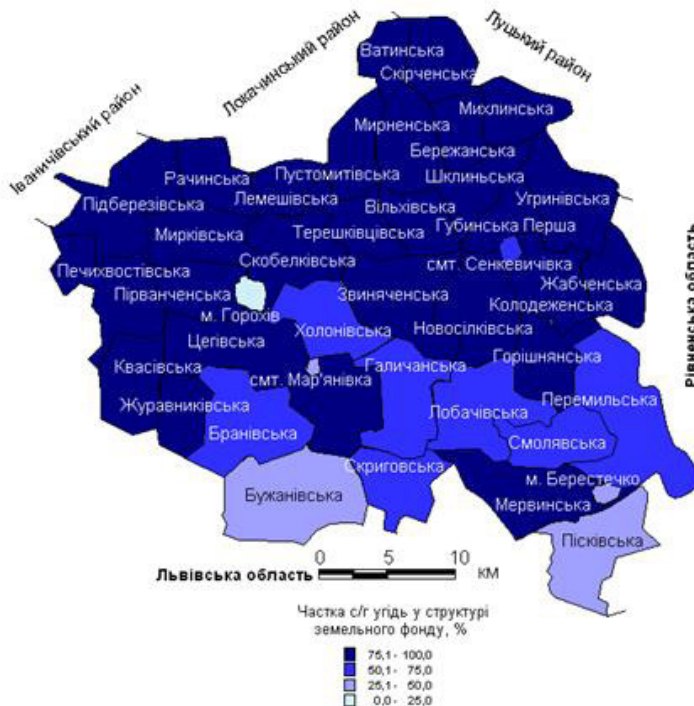 Луцький район
Локачинський район
Іваничівський район
Ватинська
Скірченська
Михлинська
Мирненська
Бережанська
Рачинська
Пустомитівська
Шклинська
Угринівська
Підберезівська
Лемешівська
Вільхівська
Губинська Перша
Мирківська
Терешківцівська
Скобелківська
смт. Сенкевичівка
Печихвостівська
Жабченська
Пірванченська
Звиняченська
Колодеженська
м. Горохів
Холонівська
Новосілківська
Рівненська область
Цегівська
Горішнянська
Квасівська
смт. Мар'янівка
Галичанська
Журавниківська
Лобачівська
Перемильська
Бранівська
Смолявська
Скриговська
м. Берестечко
Бужанівська
Мервинська
Пісківська
0 5 10
Львівська область КМ
Частка с/г угідь у структурі
земельного фонду, %
75,1 - 100,0
50,1 - 75,0
25,1 - 50,0
0,0 - 25,0